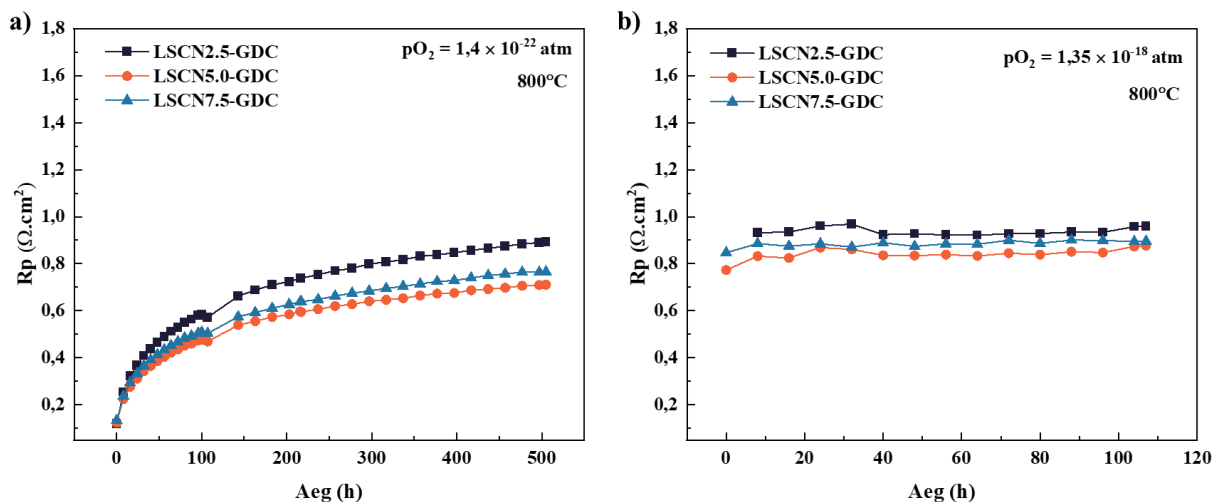 a)
LSCN2.5-GDC
LSCN5.0-GDC
LSCN7.5-GDC
pO₂ = 1,4 × 10⁻²² atm
800°C
1,8
1,6
1,4
1,2
1,0
0,8
0,6
0,4
0,2
Rp (Ω.cm²)
0
100
200
300
400
500
Aeg (h)
b)
LSCN2.5-GDC
LSCN5.0-GDC
LSCN7.5-GDC
pO₂ = 1,35 × 10⁻¹⁸ atm
800°C
1,8
1,6
1,4
1,2
1,0
0,8
0,6
0,4
0,2
Rp (Ω.cm²)
0
20
40
60
80
100
120
Aeg (h)